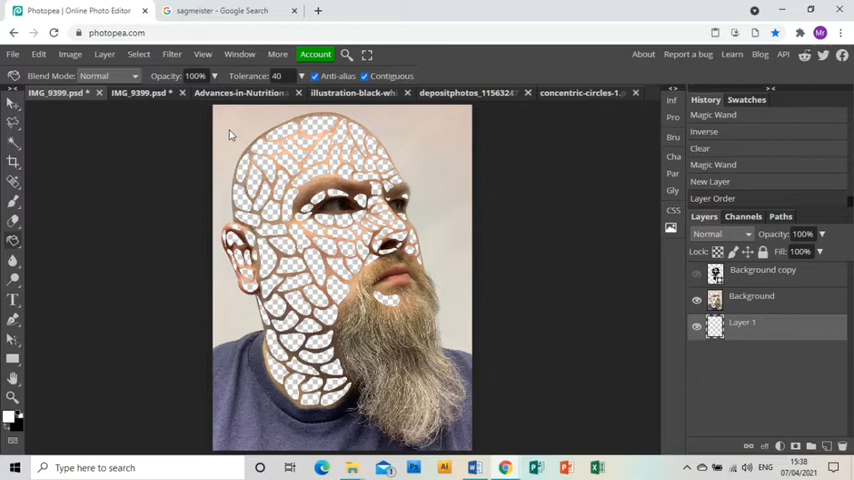 Photopea | Online Photo Editor
sagmeister - Google Search
photopea.com
Mr
File Edit Image Layer Select Filter View Window More Account
About Report a bug Learn Blog API
Blend Mode: Normal Opacity: 100% Tolerance: 40 Anti-alias Contiguous
IMG_9399.psd * IMG_9399.psd * Advances-in-Nutrition illustration-black-whi depositphotos_11563247 concentric-circles-1.
Inf
Pro
Bru
Cha
Par
Gly
CSS
History Swatches
Magic Wand
Inverse
Clear
Magic Wand
New Layer
Layer Order
Layers Channels Paths
Normal Opacity: 100%
Lock: Fill: 100%
Background copy
Background
Layer 1
eff
Type here to search
ENG
15:38
07/04/2021